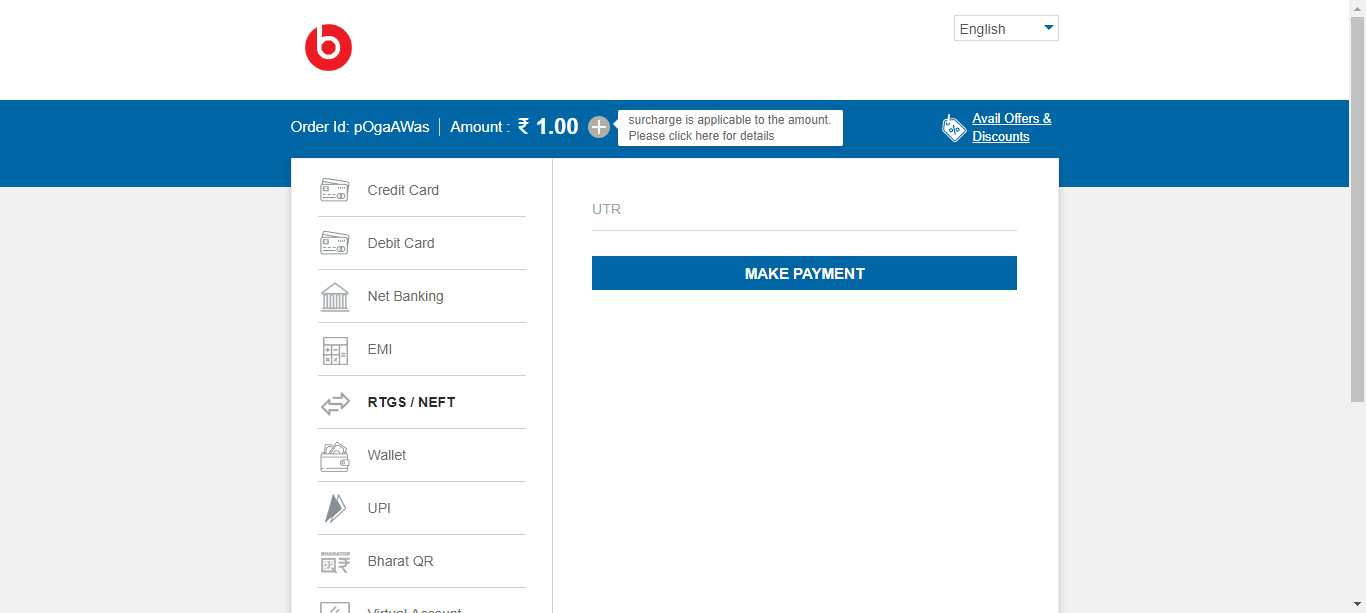 b
English
Order Id: pOgaAWas Amount : ₹ 1.00
surcharge is applicable to the amount.
Please click here for details
Avail Offers &
Discounts
Credit Card
Debit Card
Net Banking
EMI
RTGS / NEFT
Wallet
UPI
BHARATQR
Bharat QR
Virtual Account
UTR
MAKE PAYMENT